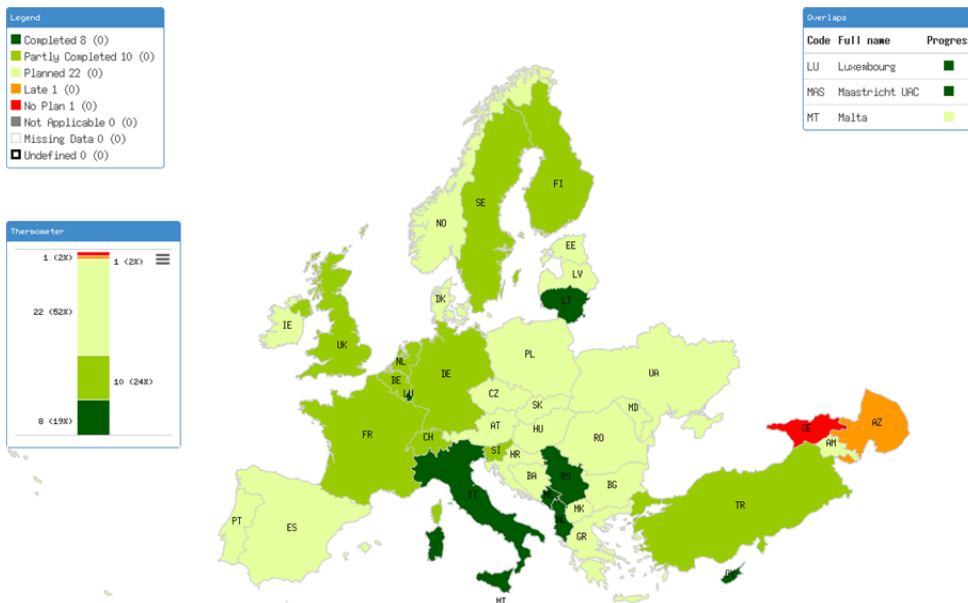 Legend
Completed 8 (0)
Partly Completed 10 (0)
Planned 22 (0)
Late 1 (0)
No Plan 1 (0)
Not Applicable 0 (0)
Missing Data 0 (0)
Undefined 0 (0)
Overlaps
Code Full name Progress
LU Luxembourg
MAS Maastricht UAC
MT Malta
Thermometer
1 (2%)
1 (2%)
22 (52%)
10 (24%)
8 (19%)
FI
SE
NO
EE
LV
DK
LT
IE
UK
NL
PL
BE
DE
UA
LU
CZ
SK
MD
AT
HU
FR
CH
RO
AZ
GE
AM
SI
HR
BA
RS
BG
IT
MK
TR
PT
ES
GR
MT